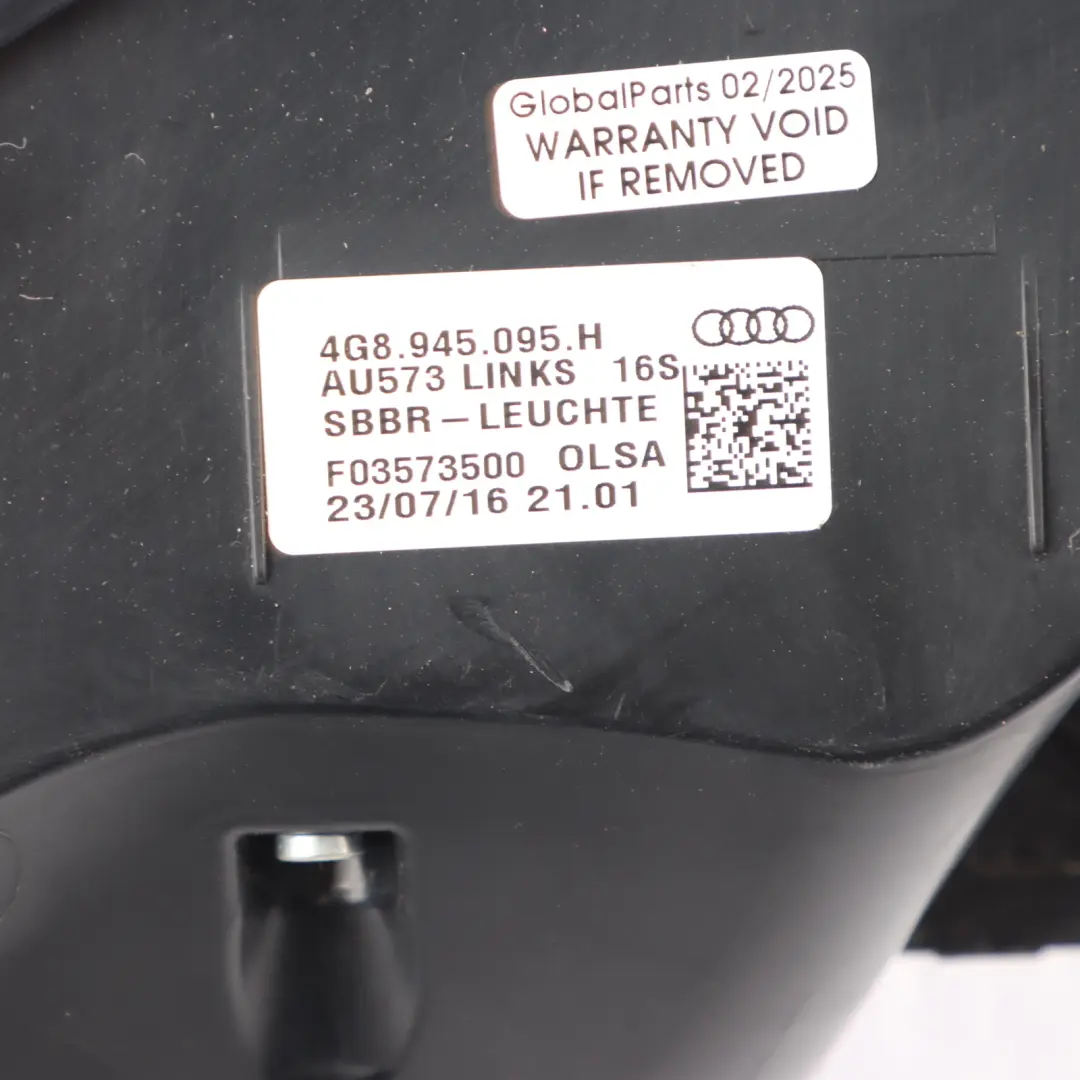 GlobalParts 02/2025
WARRANTY VOID
IF REMOVED
4G8.945.095.H
AU573 LINKS 16S
SBBR-LEUCHTE
F03573500 OLSA
23/07/16 21.01